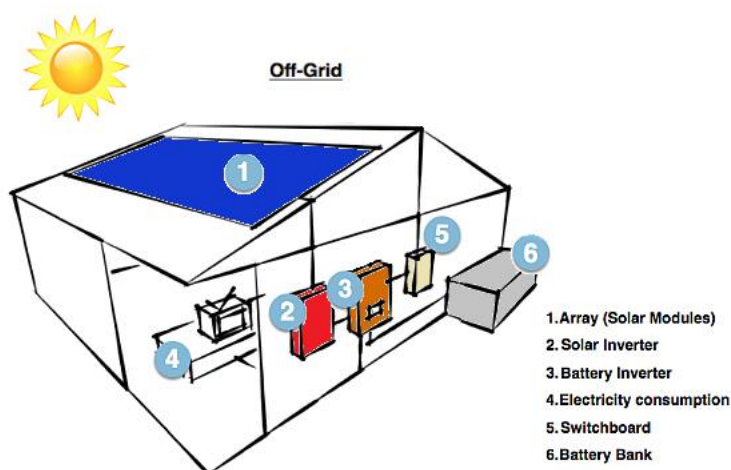 Off-Grid
1
2
3
4
5
6
1.Array (Solar Modules)
2.Solar Inverter
3.Battery Inverter
4.Electricity consumption
5.Switchboard
6.Battery Bank